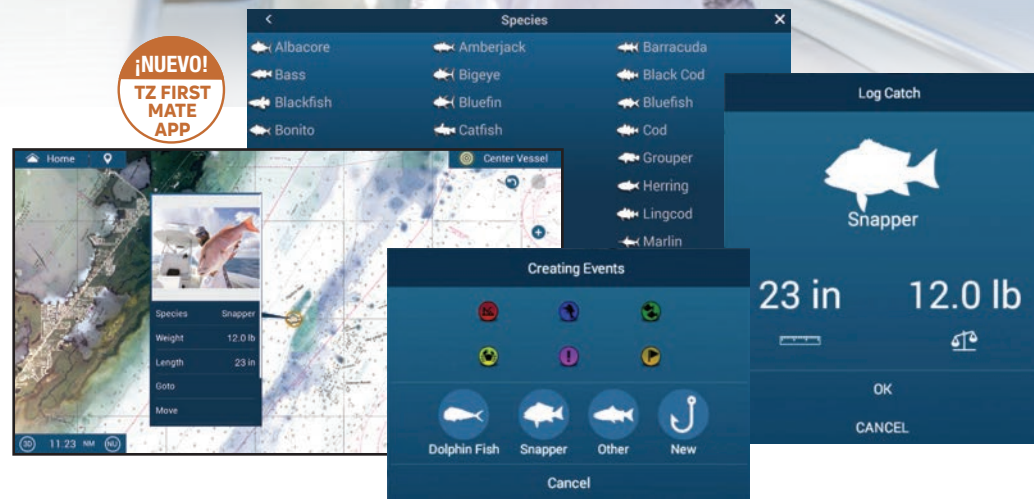 ¡NUEVO!
TZ FIRST
MATE
APP
Species
Albacore
Amberjack
Barracuda
Bass
Bigeye
Black Cod
Blackfish
Bluefin
Bluefish
Bonito
Catfish
Cod
Grouper
Herring
Lingcod
Marlin
Log Catch
Snapper
23 in
12.0 lb
OK
CANCEL
Home
Center Vessel
Species Snapper
Weight 12.0 lb
Length 23 in
Goto
Move
3D 11.23 NM NU
Creating Events
Dolphin Fish
Snapper
Other
New
Cancel